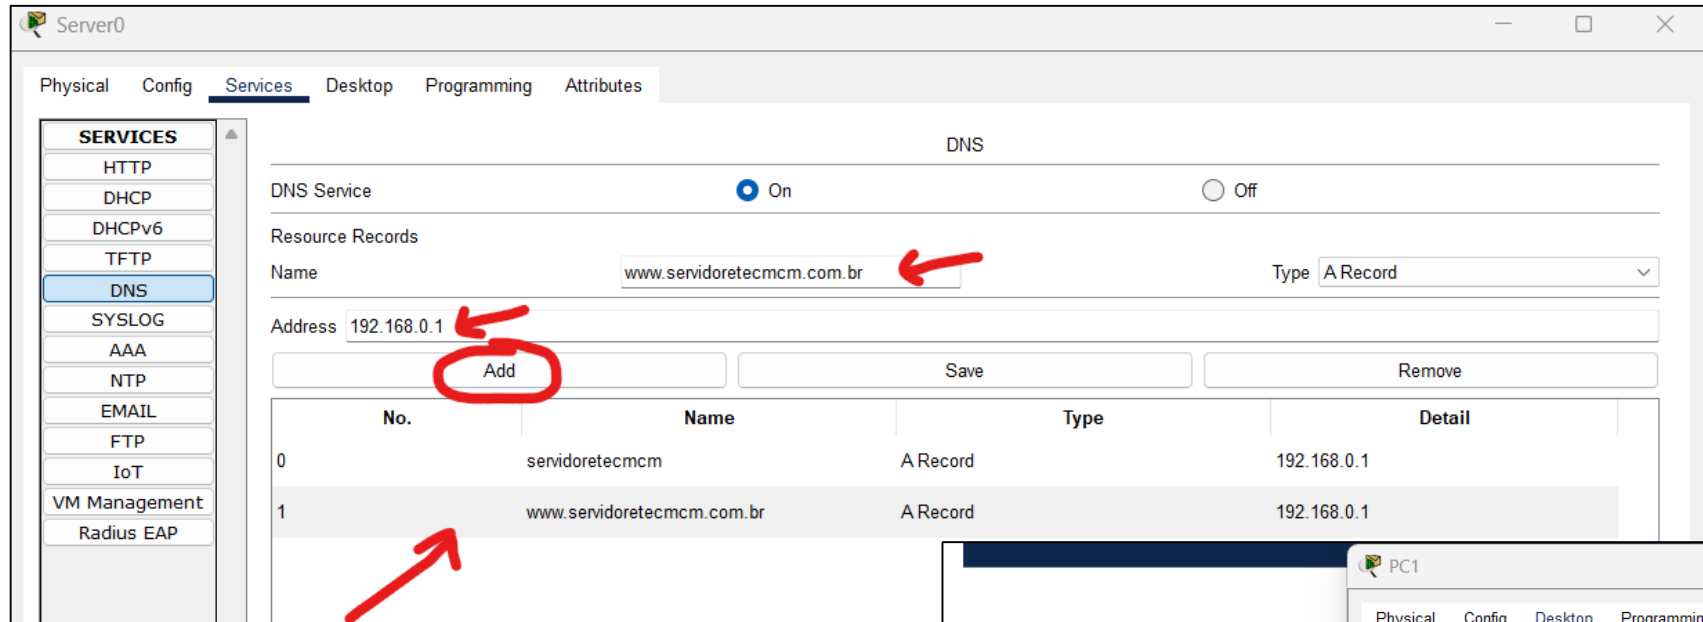 Server0
Physical Config Services Desktop Programming Attributes
SERVICES
HTTP
DHCP
DHCPv6
TFTP
DNS
SYSLOG
AAA
NTP
EMAIL
FTP
IoT
VM Management
Radius EAP
DNS
DNS Service On Off
Resource Records
Name www.servidoretecmcm.com.br Type A Record
Address 192.168.0.1
Add Save Remove
No. Name Type Detail
0 servidoretecmcm A Record 192.168.0.1
1 www.servidoretecmcm.com.br A Record 192.168.0.1
PC1
Physical Config Desktop Programmin